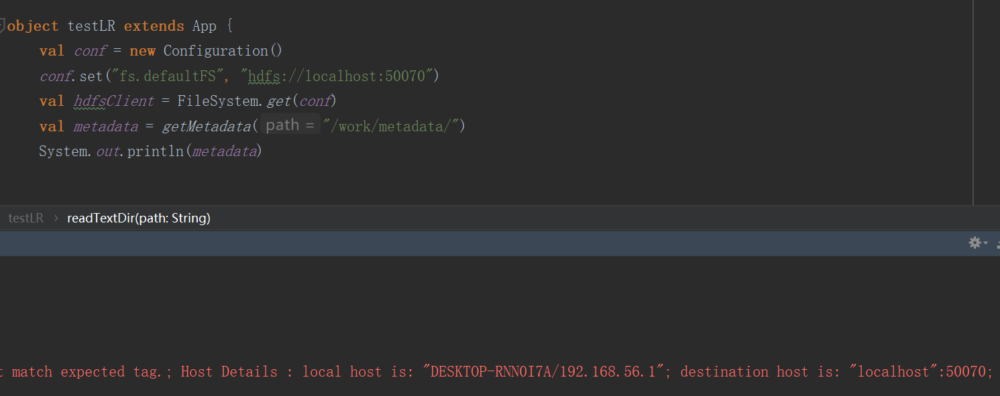 object testLR extends App {
val conf = new Configuration()
conf.set("fs.defaultFS", "hdfs://localhost:50070")
val hdfsClient = FileSystem.get(conf)
val metadata = getMetadata( path = "/work/metadata/")
System.out.println(metadata)
testLR › readTextDir(path: String)
t match expected tag.; Host Details : local host is: "DESKTOP-RNN0I7A/192.168.56.1"; destination host is: "localhost":50070;